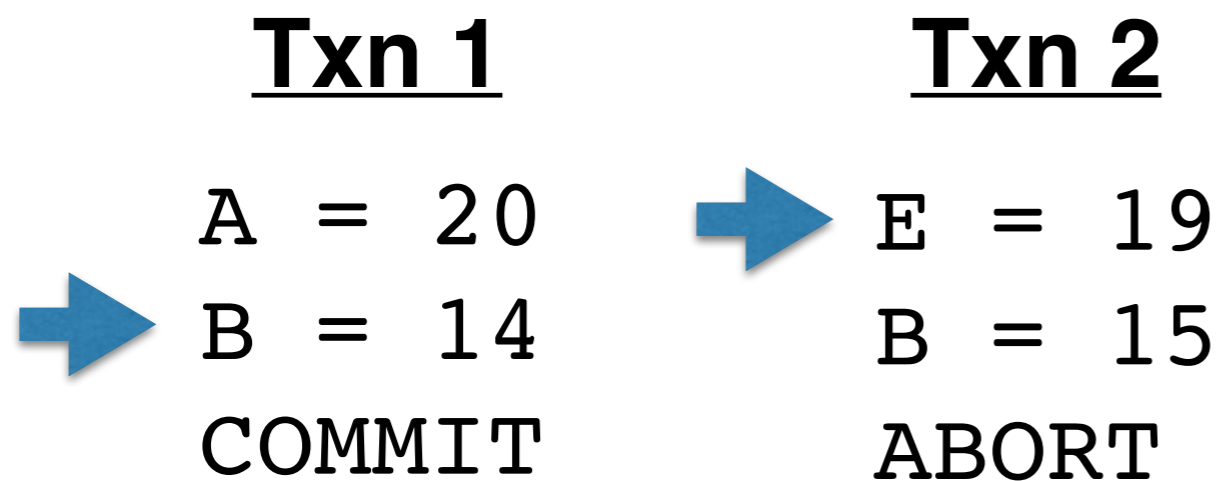 Txn 1
A = 20
B = 14
COMMIT
Txn 2
E = 19
B = 15
ABORT